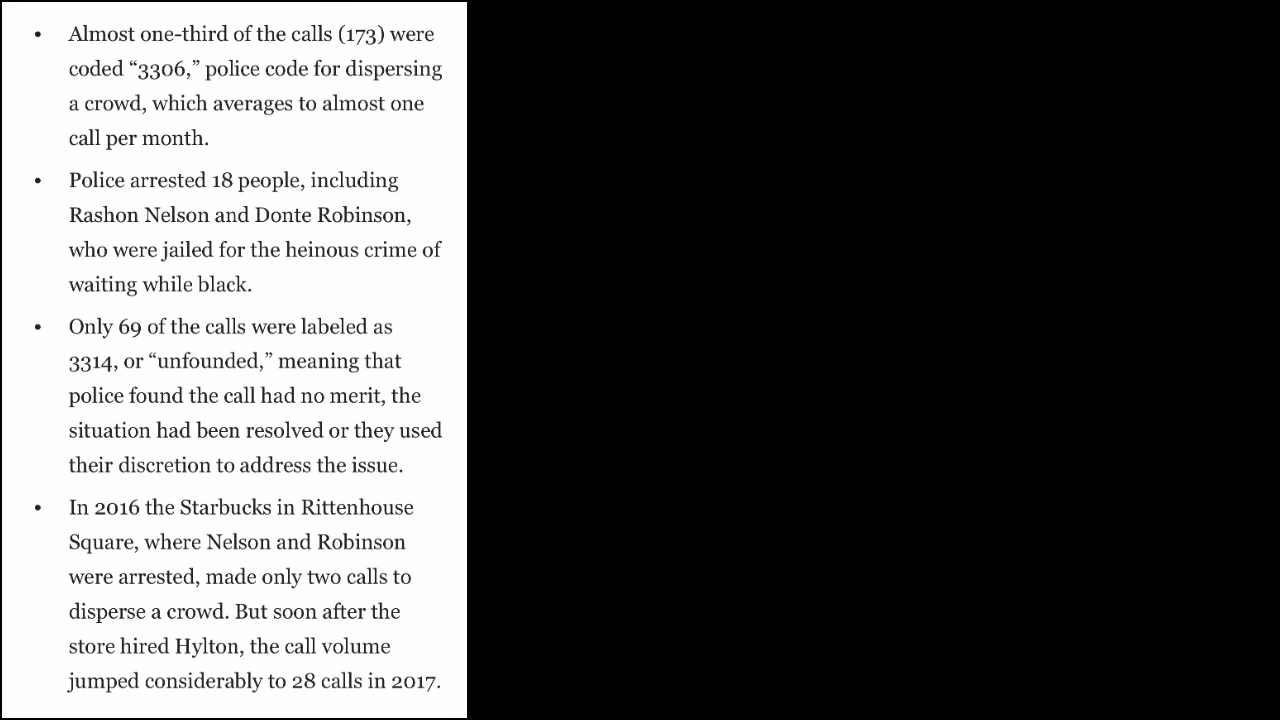 • Almost one-third of the calls (173) were
coded “3306,” police code for dispersing
a crowd, which averages to almost one
call per month.
• Police arrested 18 people, including
Rashon Nelson and Donte Robinson,
who were jailed for the heinous crime of
waiting while black.
• Only 69 of the calls were labeled as
3314, or “unfounded,” meaning that
police found the call had no merit, the
situation had been resolved or they used
their discretion to address the issue.
• In 2016 the Starbucks in Rittenhouse
Square, where Nelson and Robinson
were arrested, made only two calls to
disperse a crowd. But soon after the
store hired Hylton, the call volume
jumped considerably to 28 calls in 2017.